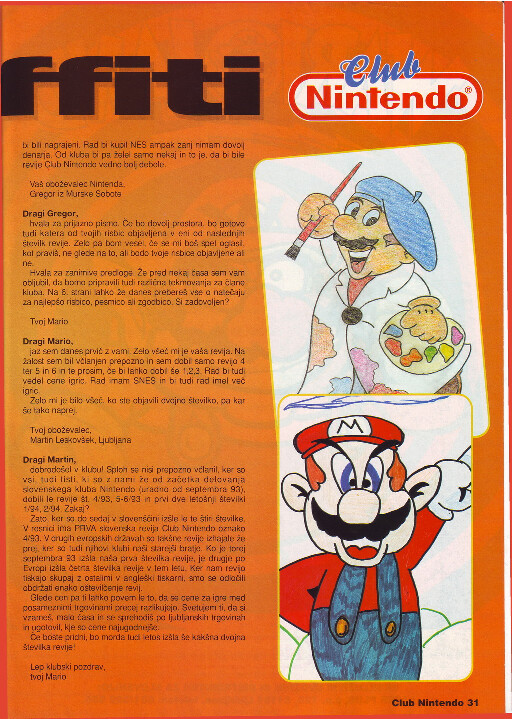 ffiti
Club
Nintendo®
bi bili nagrajeni. Rad bi kupil NES ampak zanj nimam dovolj
denarja. Od kluba bi pa želel samo nekaj in to je, da bi bile
revije Club Nintendo vedno bolj debele.
Vaš oboževalec Nintenda,
Gregor iz Murske Sobote
Dragi Gregor,
hvala za prijazno pismo. Če bo dovolj prostora, bo gotovo
tudi katera od tvojih risbic objavljena v eni od naslednjih
številk revije. Zelo pa bom vesel, če se mi boš spet oglasil,
kot praviš, ne glede na to, ali bodo tvoje risbice objavljene ali
ne.
Hvala za zanimive predloge. Že pred nekaj časa sem vam
obljubil, da bomo pripravili tudi različna tekmovanja za člane
kluba. Na 6. strani lahko že danes prebereš vse o natečaju
za najlepšo risbico, pesmico ali zgodbico. Si zadovoljen?
Tvoj Mario
Dragi Mario,
jaz sem danes prvič z vami. Zelo všeč mi je vaša revija. Na
žalost sem bil včlanjen prepozno in sem dobil samo revijo 4
ter 5 in 6 in te prosim, če bi lahko dobil še 1,2,3. Rad bi tudi
vedel cene igric. Rad imam SNES in bi tudi rad imel več
igric.
Zelo mi je bilo všeč, ko ste objavili dvojno številko, pa kar
še tako naprej.
Tvoj oboževalec,
Martin Leskovšek, Ljubljana
Dragi Martin,
dobrodošel v klubu! Sploh se nisi prepozno včlanil, ker so
vsi, tudi tisti, ki so z nami že od začetka delovanja
slovenskega kluba Nintendo (uradno od septembra 93),
dobili le revije št. 4/93, 5-6/93 in prvi dve letošnji številki
1/94, 2/94. Zakaj?
Zato, ker so do sedaj v slovenščini izšle le te štiri številke.
V resnici ima PRVA slovenska revija Club Nintendo oznako
4/93. V drugih evropskih državah so takšne revije izhajale že
prej, ker so tudi njihovi klubi naši starejši bratje. Ko je torej
septembra 93 izšla naša prva številka revije, je drugje po
Evropi izšla četrta številka revije v tem letu. Ker nam revijo
tiskajo skupaj z ostalimi v angleški tiskarni, smo se odločili
obdržati enako oštevilčenje revij.
Glede cen pa ti lahko povem le to, da se cene za igre med
posameznimi trgovinami precej razlikujejo. Svetujem ti, da si
vzameš, malo časa in se sprehodiš po ljubljanskih trgovinah
in ugotoviš, kje so cene najugodnejše.
Če boste pridni, bo morda tudi letos izšla še kakšna dvojna
številka revije!
Lep klubski pozdrav,
tvoj Mario
M
Club Nintendo 31